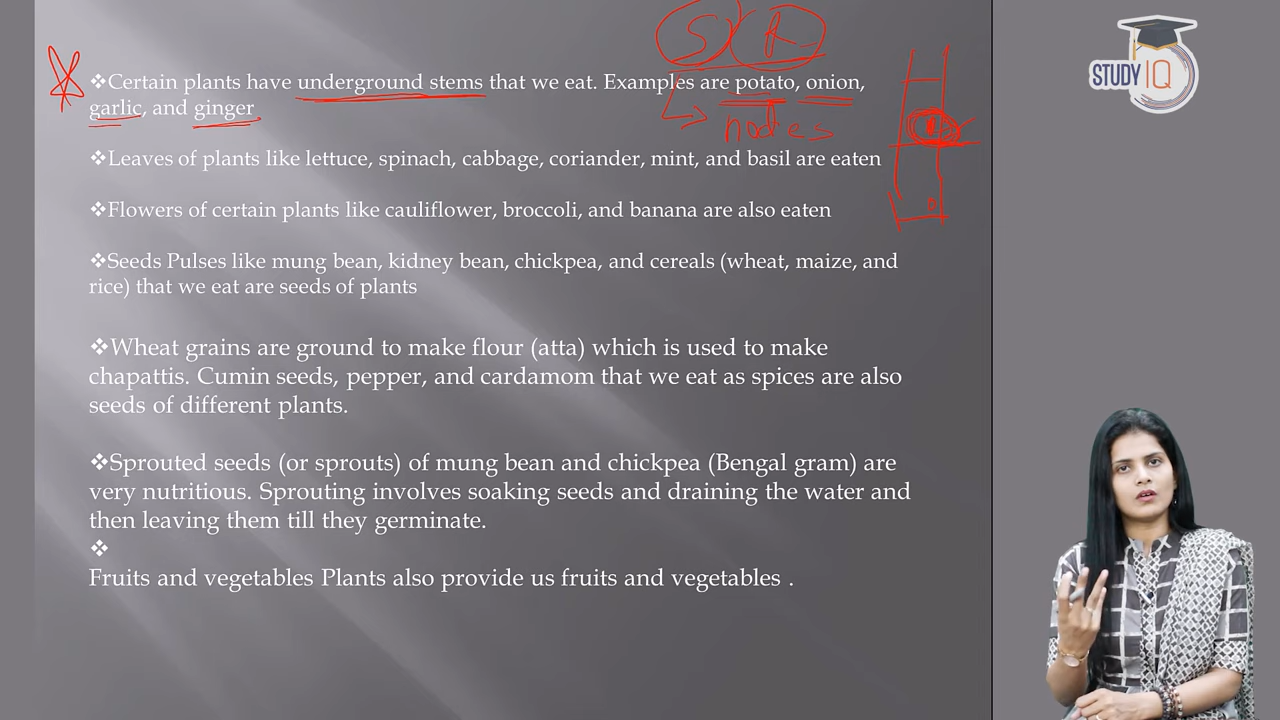 S R
❖Certain plants have underground stems that we eat. Examples are potato, onion,
garlic, and ginger
nodes
❖Leaves of plants like lettuce, spinach, cabbage, coriander, mint, and basil are eaten
❖Flowers of certain plants like cauliflower, broccoli, and banana are also eaten
❖Seeds Pulses like mung bean, kidney bean, chickpea, and cereals (wheat, maize, and
rice) that we eat are seeds of plants
❖Wheat grains are ground to make flour (atta) which is used to make
chapattis. Cumin seeds, pepper, and cardamom that we eat as spices are also
seeds of different plants.
❖Sprouted seeds (or sprouts) of mung bean and chickpea (Bengal gram) are
very nutritious. Sprouting involves soaking seeds and draining the water and
then leaving them till they germinate.
❖
Fruits and vegetables Plants also provide us fruits and vegetables .
STUDY IQ